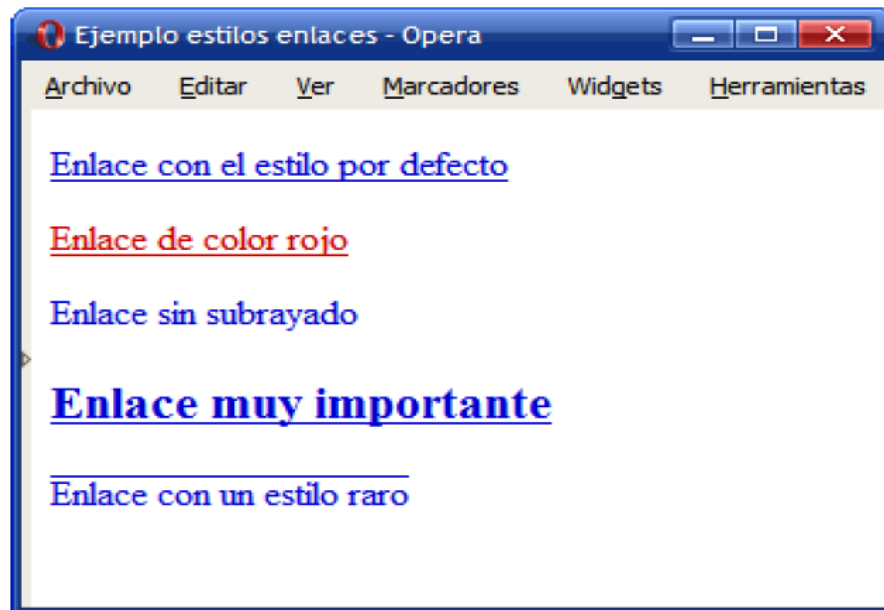 Ejemplo estilos enlaces - Opera
Archivo Editar Ver Marcadores Widgets Herramientas
Enlace con el estilo por defecto
Enlace de color rojo
Enlace sin subrayado
Enlace muy importante
Enlace con un estilo raro